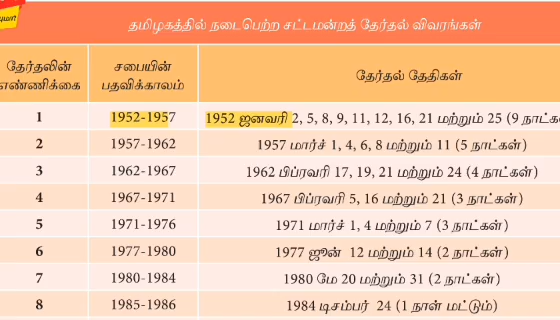 தமிழகத்தில் நடைபெற்ற சட்டமன்றத் தேர்தல் விவரங்கள்
தேர்தலின் எண்ணிக்கை	சபையின் பதவிக்காலம்	தேர்தல் தேதிகள்
1	1952-1957	1952 ஜனவரி 2, 5, 8, 9, 11, 12, 16, 21 மற்றும் 25 (9
2	1957-1962	1957 மார்ச் 1, 4, 6, 8 மற்றும் 11 (5 நாட்கள்)
3	1962-1967	1962 பிப்ரவரி 17, 19, 21 மற்றும் 24 (4 நாட்கள்)
4	1967-1971	1967 பிப்ரவரி 5, 16 மற்றும் 21 (3 நாட்கள்)
5	1971-1976	1971 மார்ச் 1, 4 மற்றும் 7 (3 நாட்கள்)
6	1977-1980	1977 ஜூன் 12 மற்றும் 14 (2 நாட்கள்)
7	1980-1984	1980 மே 20 மற்றும் 31 (2 நாட்கள்)
8	1985-1986	1984 டிசம்பர் 24 (1 நாள் மட்டும்)